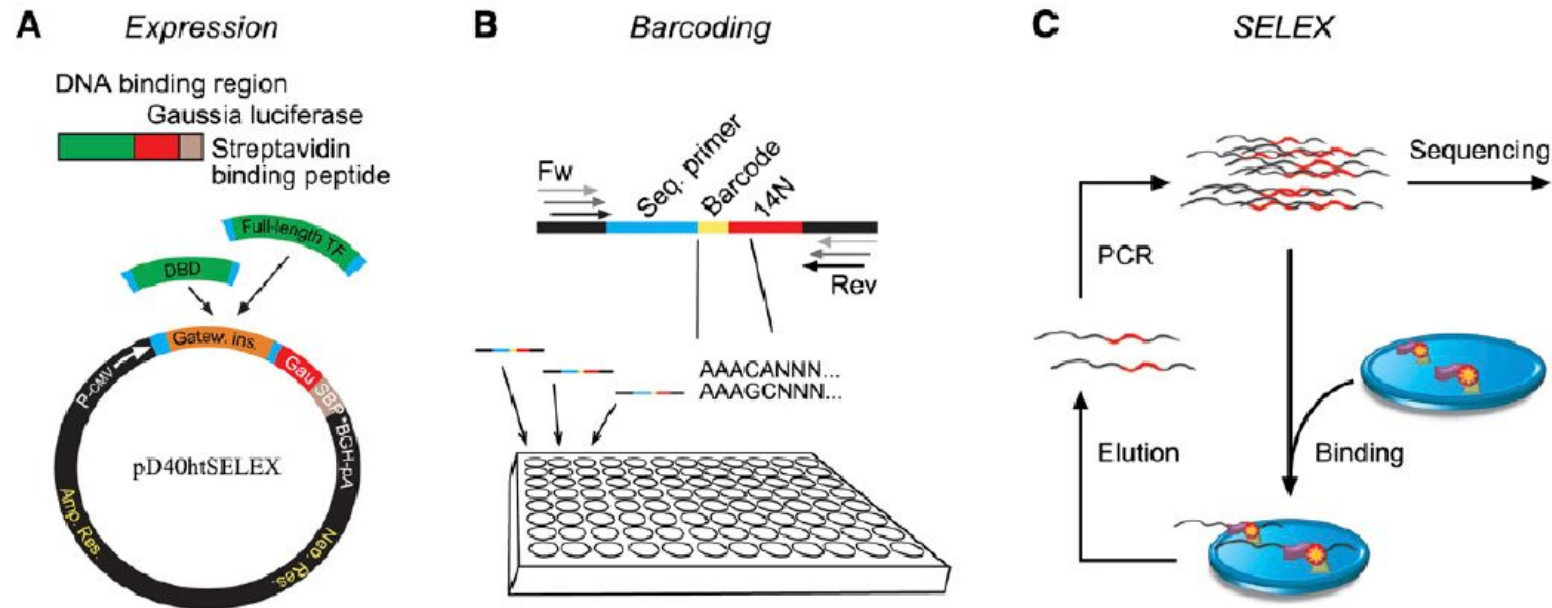 A Expression
DNA binding region
Gaussia luciferase
Streptavidin
binding peptide
Full-length TF
DBD
Gatew. ins.
Gau
SBP
P-CMV
*BGH-pA
pD40htSELEX
Amp. Res.
Neo. Res.
B Barcoding
Fw
Seq. primer
Barcode
14N
Rev
AAACANNN...
AAAGCNNN...
C SELEX
Sequencing
PCR
Elution
Binding